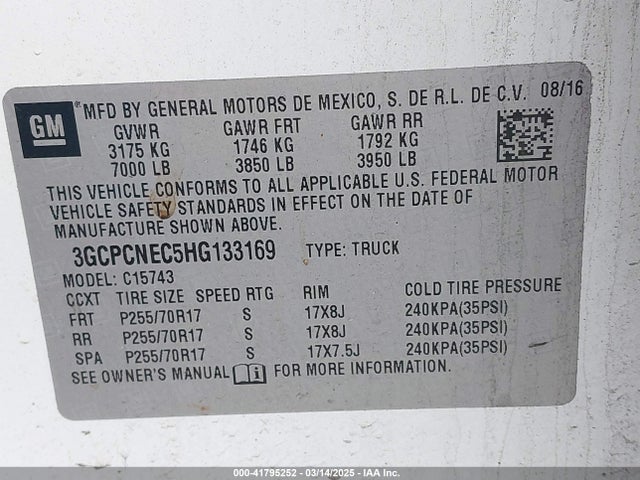 GM MFD BY GENERAL MOTORS DE MEXICO, S. DE R.L. DE C.V. 08/16
GVWR GAWR FRT GAWR RR
3175 KG 1746 KG 1792 KG
7000 LB 3850 LB 3950 LB
THIS VEHICLE CONFORMS TO ALL APPLICABLE U.S. FEDERAL MOTOR
VEHICLE SAFETY STANDARDS IN EFFECT ON THE DATE OF
MANUFACTURE SHOWN ABOVE.
3GCPCNEC5HG133169 TYPE: TRUCK
MODEL: C15743
CCXT TIRE SIZE SPEED RTG RIM COLD TIRE PRESSURE
FRT P255/70R17 S 17X8J 240KPA(35PSI)
RR P255/70R17 S 17X8J 240KPA(35PSI)
SPA P255/70R17 S 17X7.5J 240KPA(35PSI)
SEE OWNER'S MANUAL FOR MORE INFORMATION.
000-41795252 — 03/14/2025 — IAA Inc.